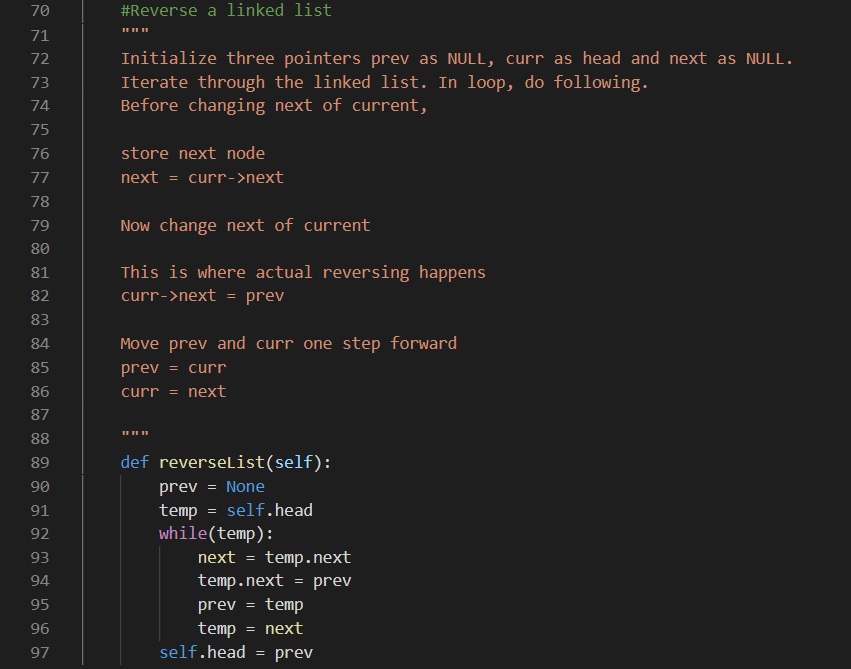 70 #Reverse a linked list
71 """
72 Initialize three pointers prev as NULL, curr as head and next as NULL.
73 Iterate through the linked list. In loop, do following.
74 Before changing next of current,
75
76 store next node
77 next = curr->next
78
79 Now change next of current
80
81 This is where actual reversing happens
82 curr->next = prev
83
84 Move prev and curr one step forward
85 prev = curr
86 curr = next
87
88 """
89 def reverseList(self):
90 prev = None
91 temp = self.head
92 while(temp):
93 next = temp.next
94 temp.next = prev
95 prev = temp
96 temp = next
97 self.head = prev